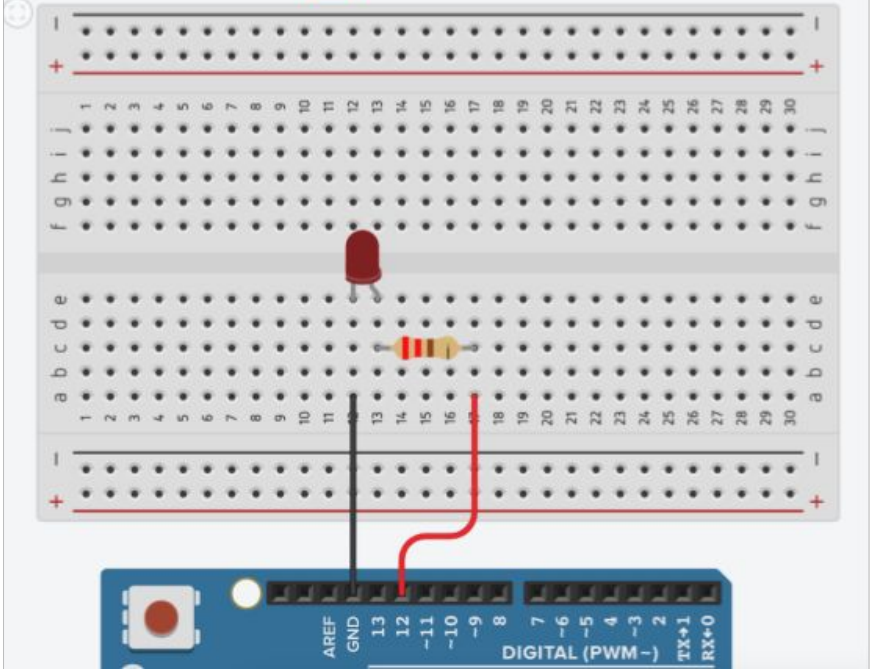 - -
+ +
1 2 3 4 5 6 7 8 9 10 11 12 13 14 15 16 17 18 19 20 21 22 23 24 25 26 27 28 29 30
j j
i i
h h
g g
f f
e e
d d
c c
b b
a a
1 2 3 4 5 6 7 8 9 10 11 12 13 14 15 16 17 18 19 20 21 22 23 24 25 26 27 28 29 30
- -
+ +
AREF GND 13 12 ~11 ~10 ~9 8 7 ~6 ~5 4 ~3 2 TX→1 RX←0
DIGITAL (PWM~)